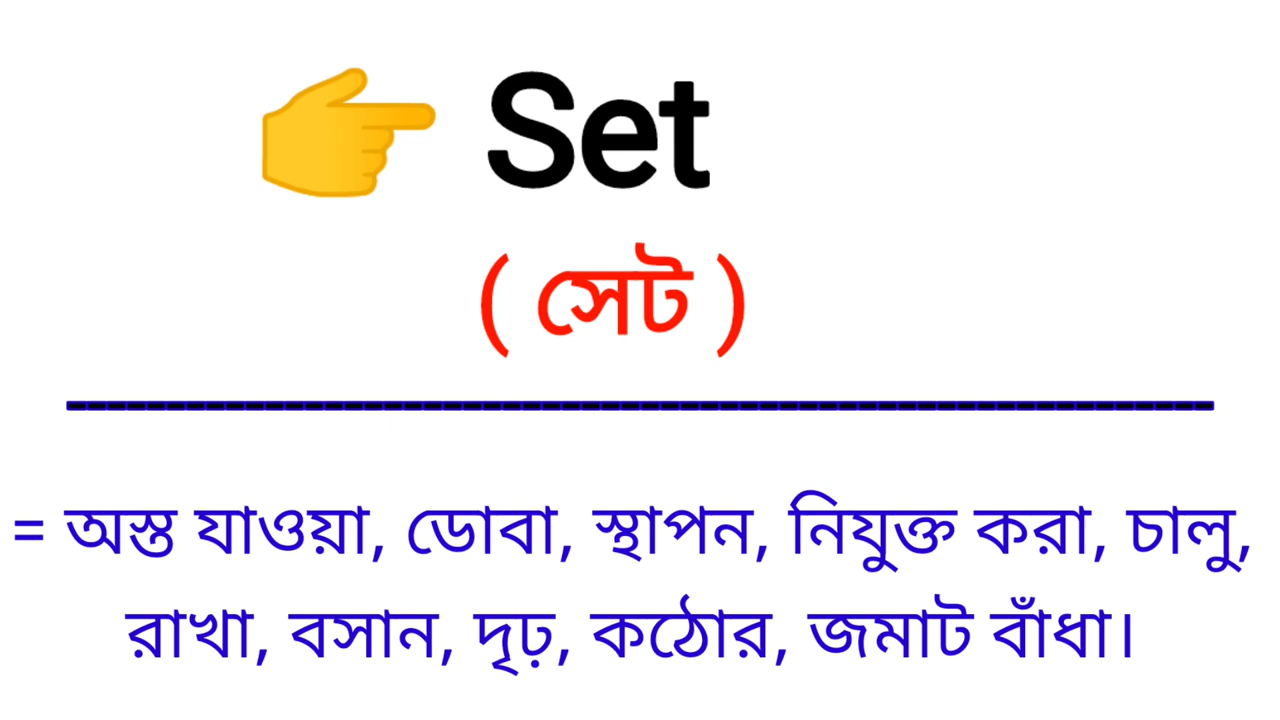 👉 Set
( সেট )
--------------------------------------------------------
= অস্ত যাওয়া, ডোবা, স্থাপন, নিযুক্ত করা, চালু,
রাখা, বসান, দৃঢ়, কঠোর, জমাট বাঁধা।